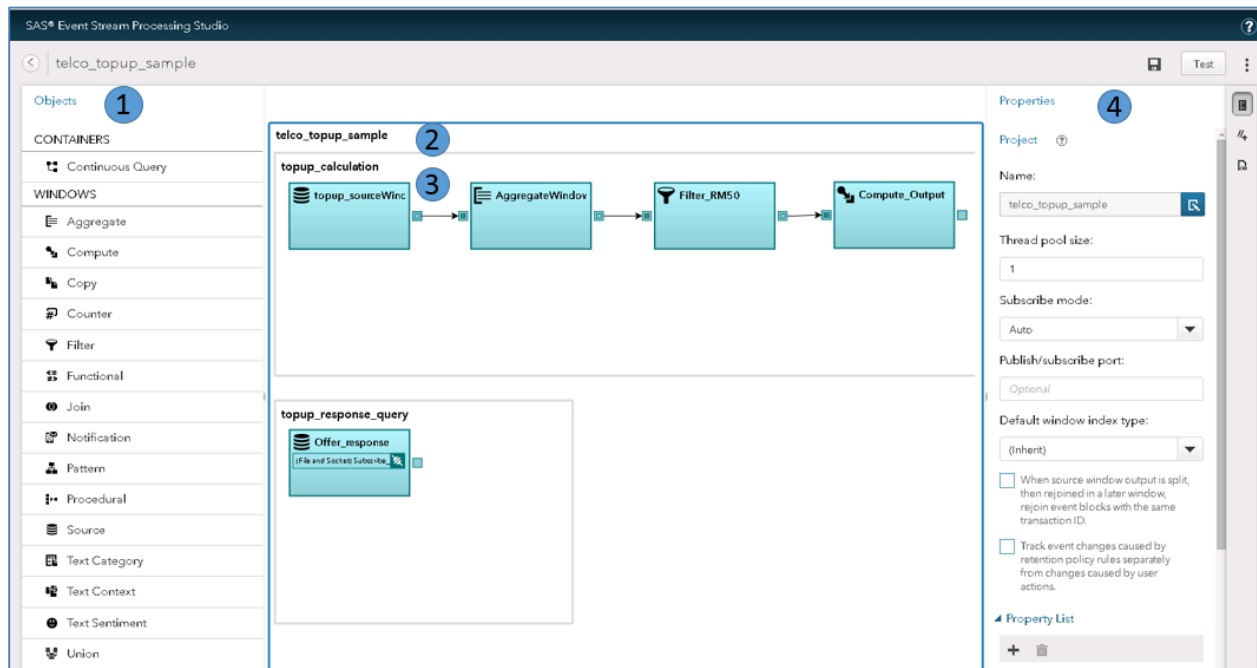 SAS® Event Stream Processing Studio
?
telco_topup_sample
Test
Objects
1
CONTAINERS
Continuous Query
WINDOWS
Aggregate
Compute
Copy
Counter
Filter
Functional
Join
Notification
Pattern
Procedural
Source
Text Category
Text Context
Text Sentiment
Union
telco_topup_sample
2
topup_calculation
3
topup_sourceWinc
AggregateWindov
Filter_RM50
Compute_Output
topup_response_query
Offer_response
(File and Socket) Subscribe_
Properties
4
Project ?
Name:
telco_topup_sample
Thread pool size:
1
Subscribe mode:
Auto
Publish/subscribe port:
Optional
Default window index type:
(Inherit)
When source window output is split,
then rejoined in a later window,
rejoin event blocks with the same
transaction ID.
Track event changes caused by
retention policy rules separately
from changes caused by user
actions.
Property List